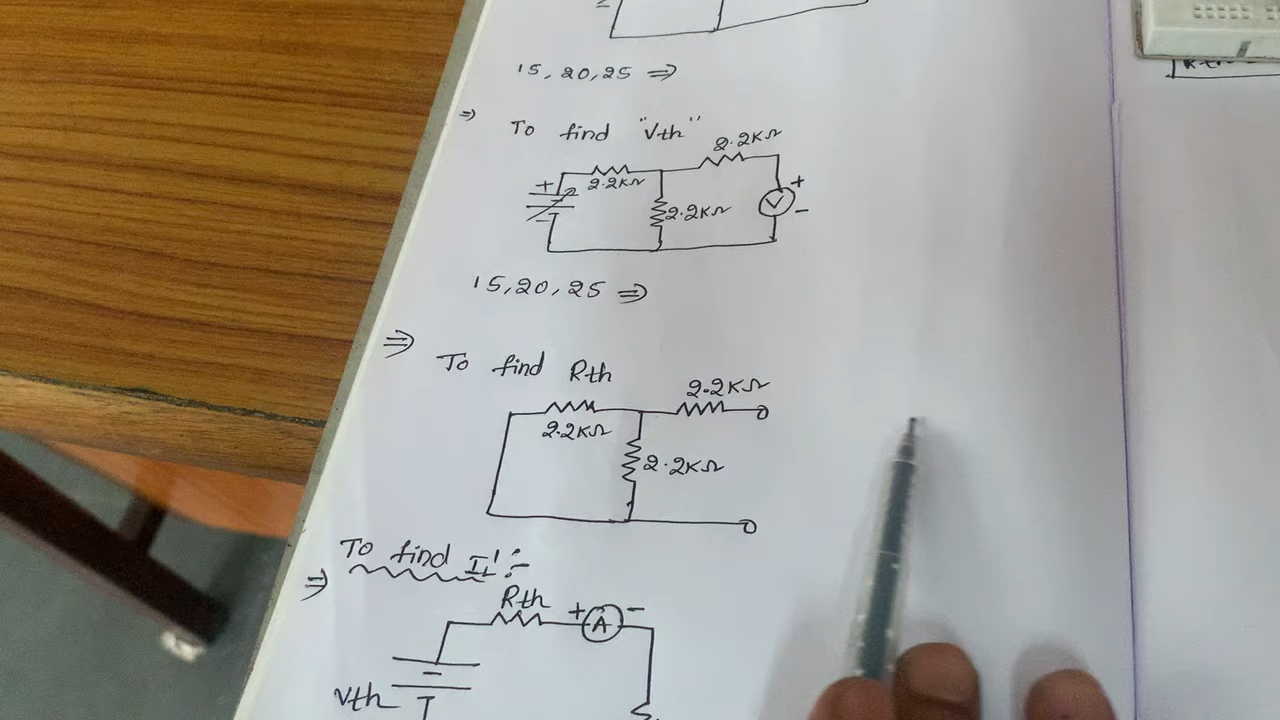 15, 20, 25 ⇒
⇒ To find "Vth"
2.2KΩ
+ 2.2KΩ
2.2KΩ
V + -
15, 20, 25 ⇒
⇒ To find Rth
2.2KΩ
2.2KΩ
2.2KΩ
⇒ To find IL' :-
Rth + A -
Vth